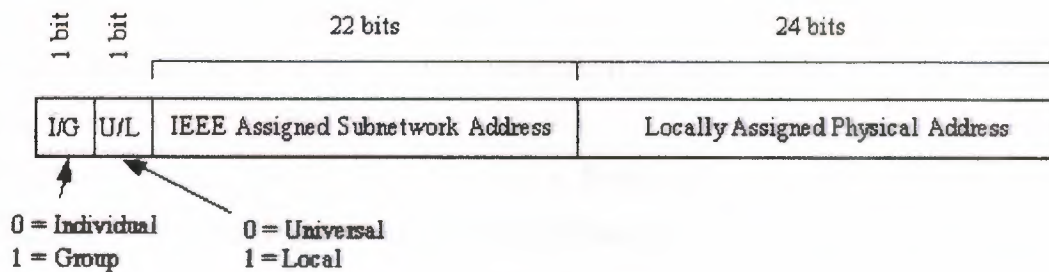 1 bit
1 bit
22 bits
24 bits
I/G
U/L
IEEE Assigned Subnetwork Address
Locally Assigned Physical Address
0 = Individual
1 = Group
0 = Universal
1 = Local